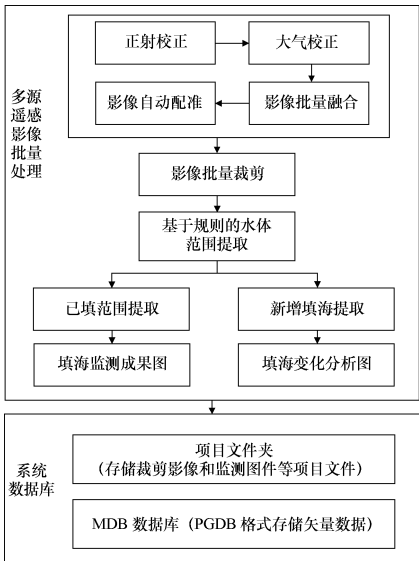 正射校正
大气校正
多源
遥感
影像
批量
处理
影像自动配准
影像批量融合
影像批量裁剪
基于规则的水体
范围提取
已填范围提取
新增填海提取
填海监测成果图
填海变化分析图
系统
数据库
项目文件夹
(存储裁剪影像和监测图件等项目文件)
MDB 数据库（PGDB 格式存储矢量数据）